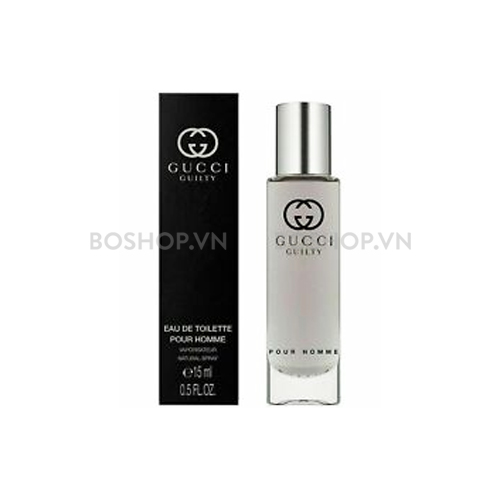 GUCCI
GUILTY
EAU DE TOILETTE
POUR HOMME
VAPORISATEUR
NATURAL SPRAY
℮15 ml
0.5 FL.OZ.
GUCCI
GUILTY
POUR HOMME
BOSHOP.VN
BOSHOP.VN